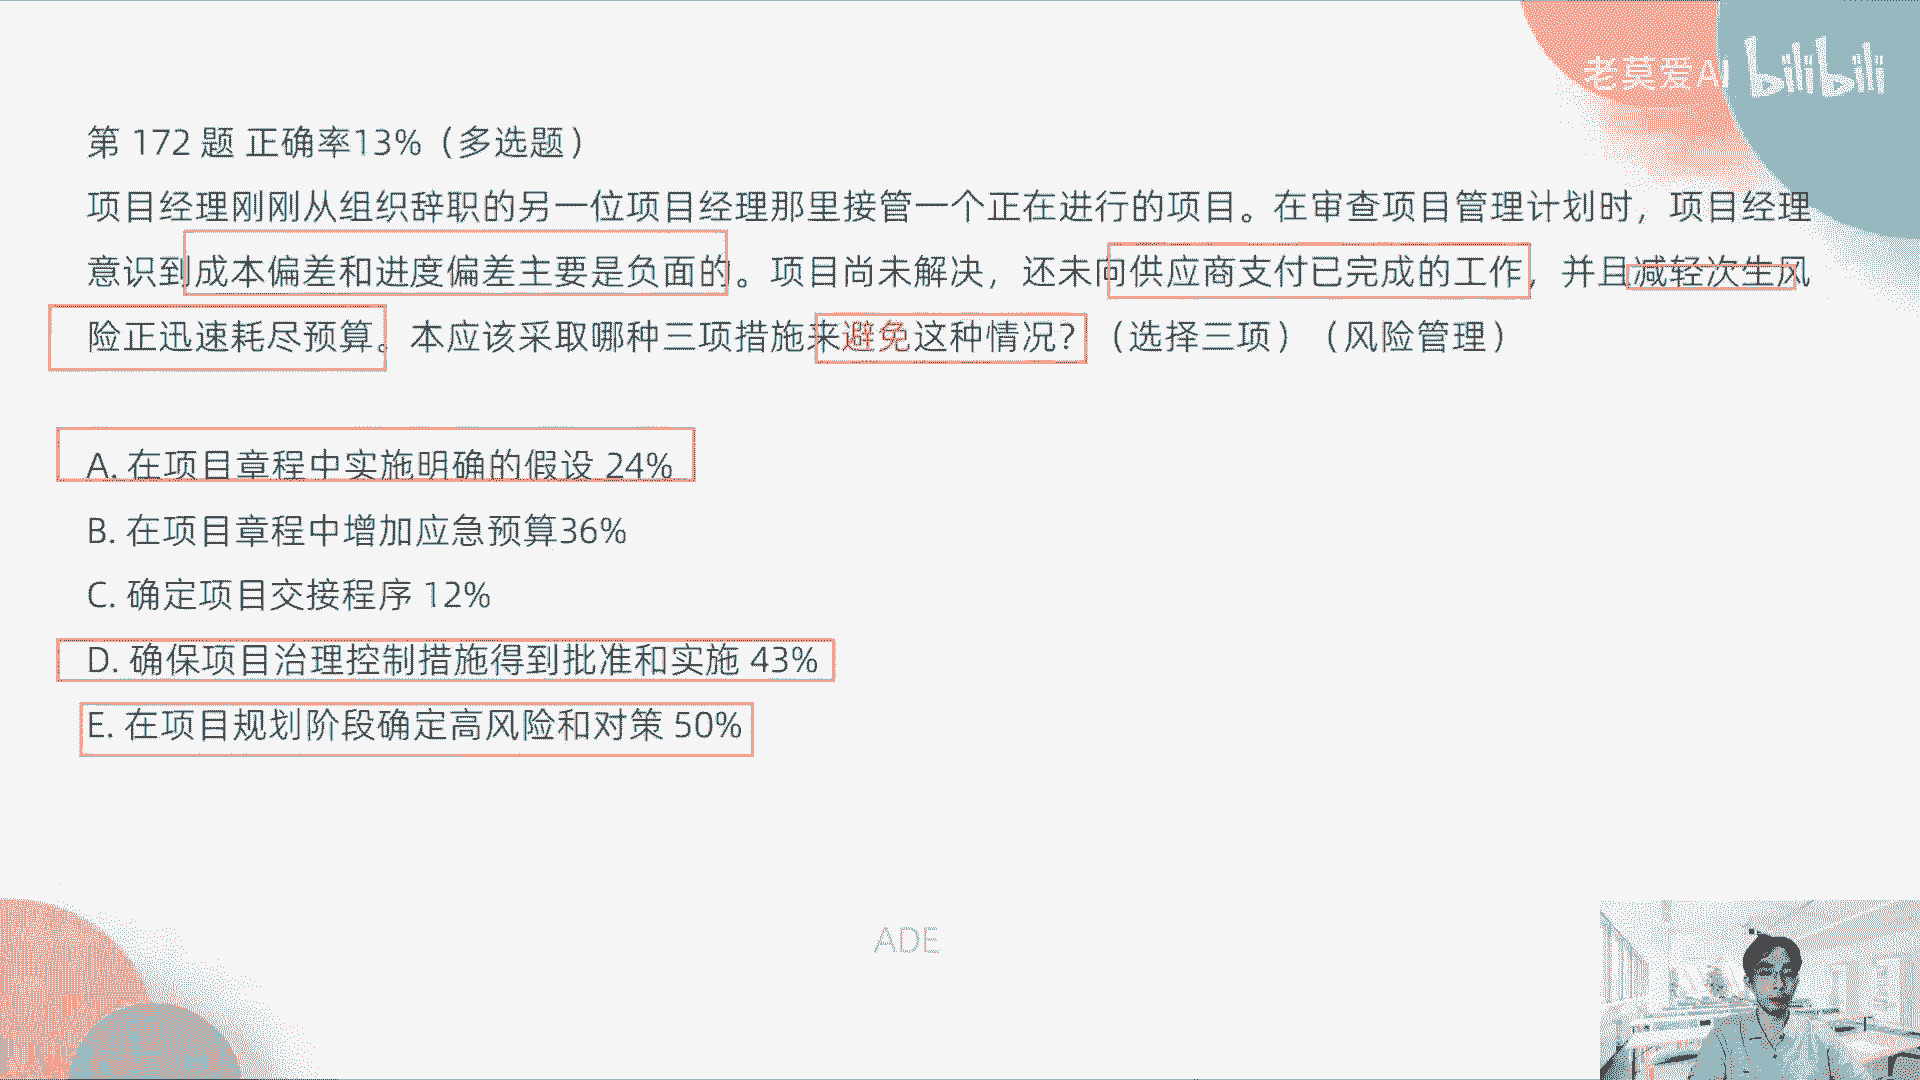 老莫爱AI bilibili
第 172 题 正确率13%（多选题）
项目经理刚刚从组织辞职的另一位项目经理那里接管一个正在进行的项目。在审查项目管理计划时，项目经理
意识到成本偏差和进度偏差主要是负面的。项目尚未解决，还未向供应商支付已完成的工作，并且减轻次生风
险正迅速耗尽预算。本应该采取哪种三项措施来避免这种情况？（选择三项）（风险管理）
A. 在项目章程中实施明确的假设 24%
B. 在项目章程中增加应急预算36%
C. 确定项目交接程序 12%
D. 确保项目治理控制措施得到批准和实施 43%
E. 在项目规划阶段确定高风险和对策 50%
ADE